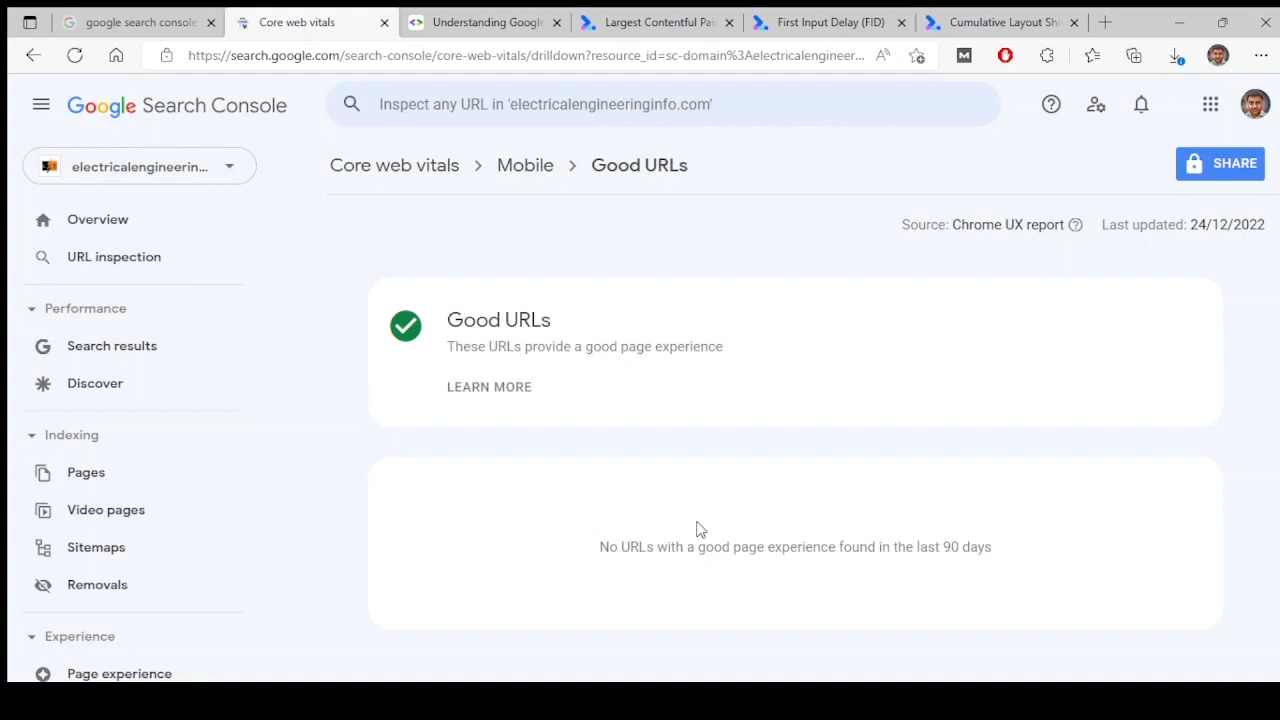 google search console
Core web vitals
Understanding Google
Largest Contentful Pai
First Input Delay (FID)
Cumulative Layout Shi
https://search.google.com/search-console/core-web-vitals/drilldown?resource_id=sc-domain%3Aelectricalengineer...
Google Search Console
Inspect any URL in 'electricalengineeringinfo.com'
electricalengineerin...
Core web vitals > Mobile > Good URLs
SHARE
Source: Chrome UX report
Last updated: 24/12/2022
Overview
URL inspection
Performance
Search results
Discover
Indexing
Pages
Video pages
Sitemaps
Removals
Experience
Page experience
Good URLs
These URLs provide a good page experience
LEARN MORE
No URLs with a good page experience found in the last 90 days